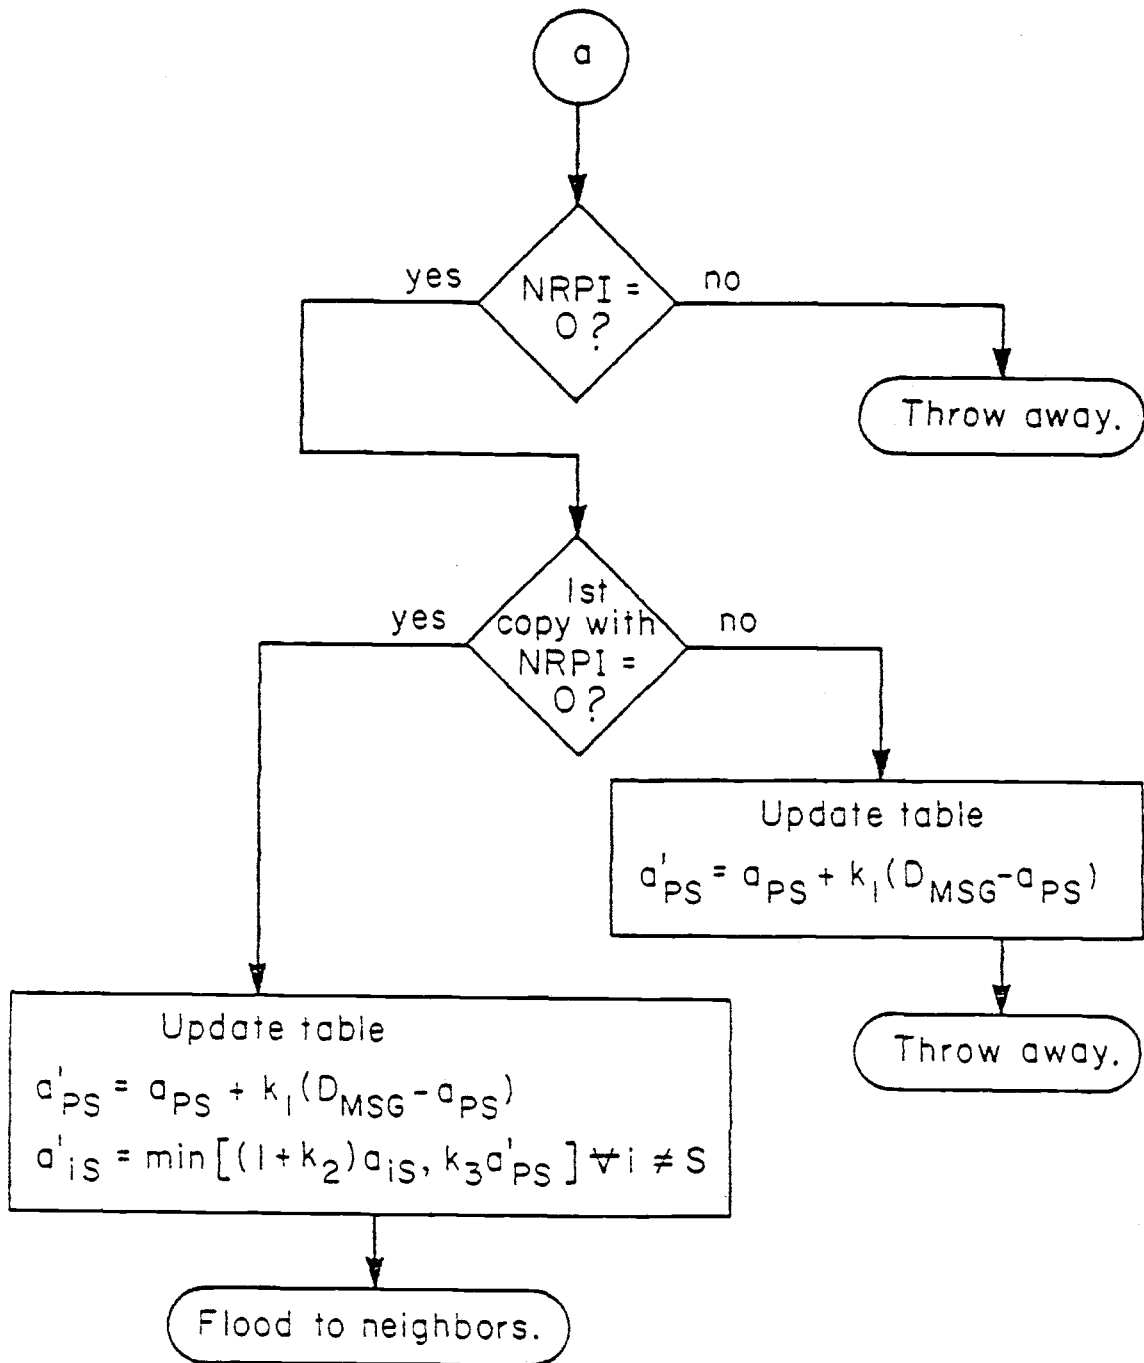 a
yes
NRPI =
0?
no
Throw away.
yes
1st
copy with
NRPI =
0?
no
Update table
a'PS = aPS + k1(DMSG-aPS)
Throw away.
Update table
a'PS = aPS + k1(DMSG-aPS)
a'iS = min[(1+k2)aiS, k3a'PS] ∀ i ≠ S
Flood to neighbors.